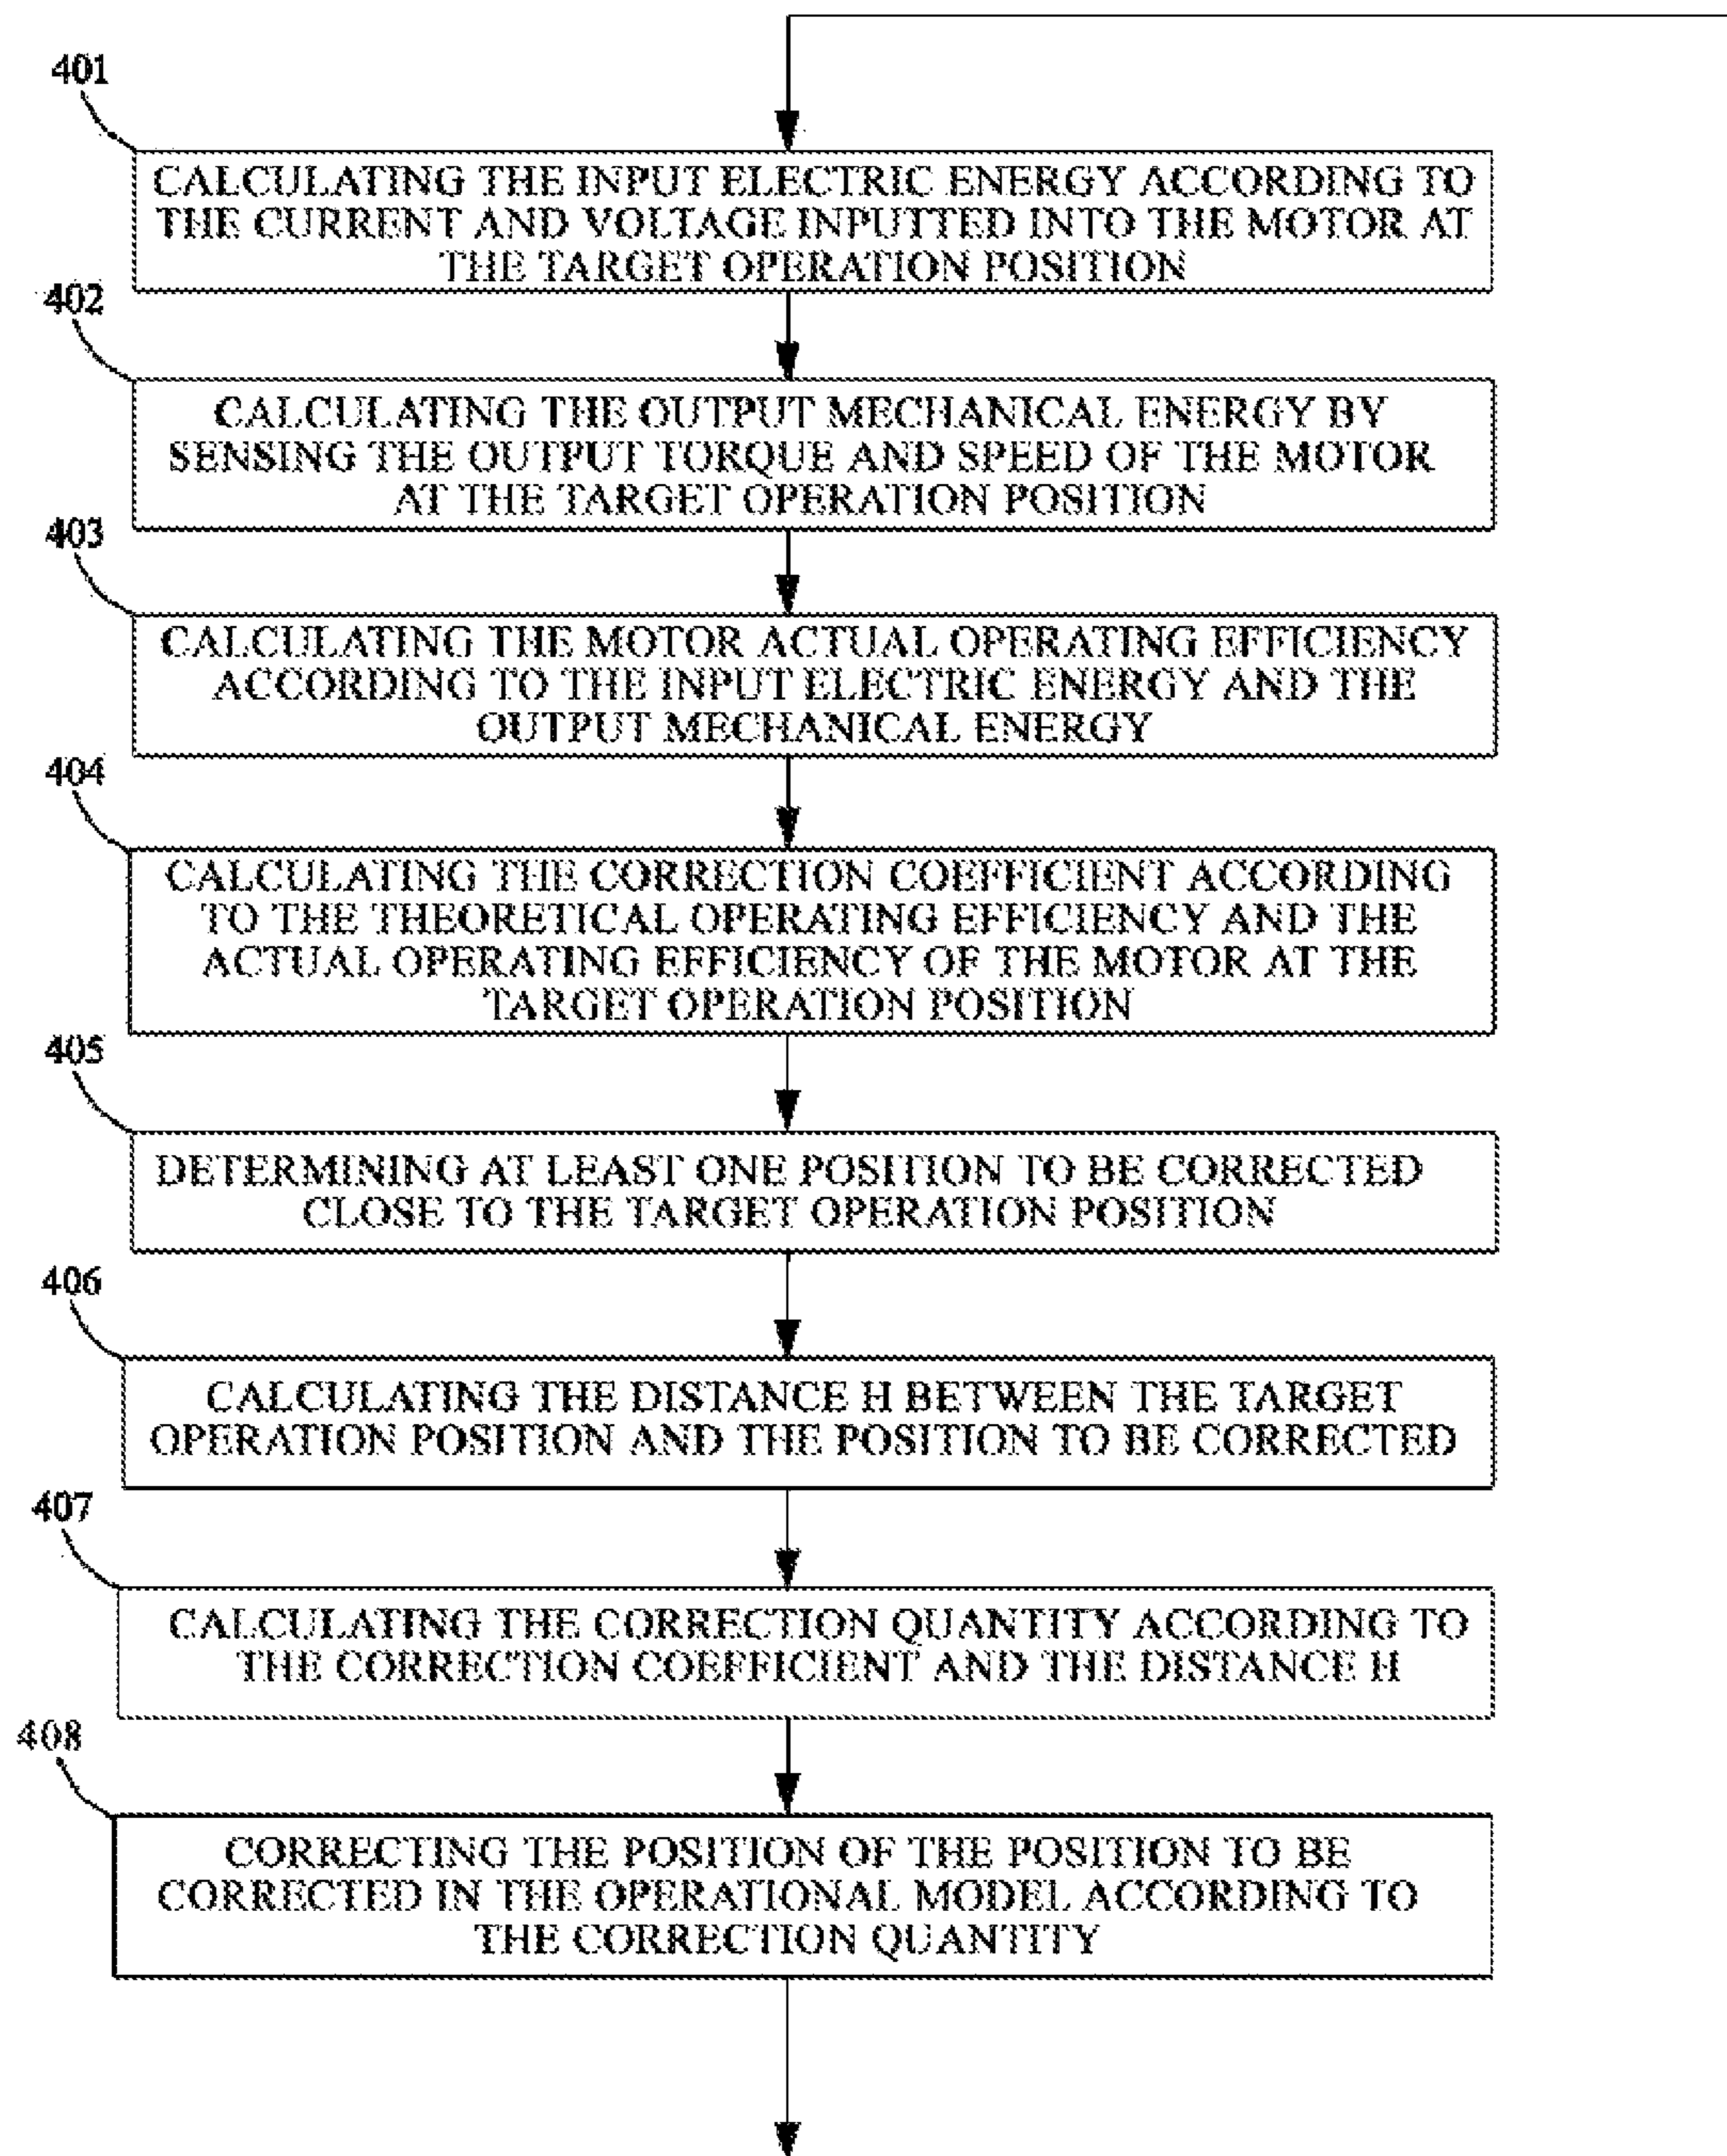 401
CALCULATING THE INPUT ELECTRIC ENERGY ACCORDING TO
THE CURRENT AND VOLTAGE INPUTTED INTO THE MOTOR AT
THE TARGET OPERATION POSITION
402
CALCULATING THE OUTPUT MECHANICAL ENERGY BY
SENSING THE OUTPUT TORQUE AND SPEED OF THE MOTOR
AT THE TARGET OPERATION POSITION
403
CALCULATING THE MOTOR ACTUAL OPERATING EFFICIENCY
ACCORDING TO THE INPUT ELECTRIC ENERGY AND THE
OUTPUT MECHANICAL ENERGY
404
CALCULATING THE CORRECTION COEFFICIENT ACCORDING
TO THE THEORETICAL OPERATING EFFICIENCY AND THE
ACTUAL OPERATING EFFICIENCY OF THE MOTOR AT THE
TARGET OPERATION POSITION
405
DETERMINING AT LEAST ONE POSITION TO BE CORRECTED
CLOSE TO THE TARGET OPERATION POSITION
406
CALCULATING THE DISTANCE H BETWEEN THE TARGET
OPERATION POSITION AND THE POSITION TO BE CORRECTED
407
CALCULATING THE CORRECTION QUANTITY ACCORDING TO
THE CORRECTION COEFFICIENT AND THE DISTANCE H
408
CORRECTING THE POSITION OF THE POSITION TO BE
CORRECTED IN THE OPERATIONAL MODEL ACCORDING TO
THE CORRECTION QUANTITY